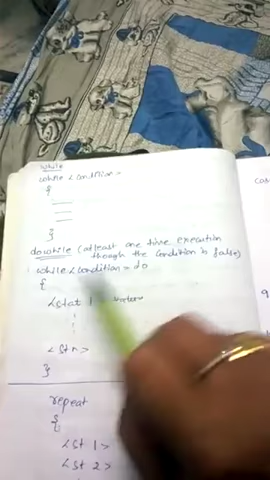 while
while < condition >
{
}
dowhile (atleast one time execution
though the condition is false)
while < condition > do
{
<stat 1>
< st n>
}
repeat
{
<st 1>
<st 2>